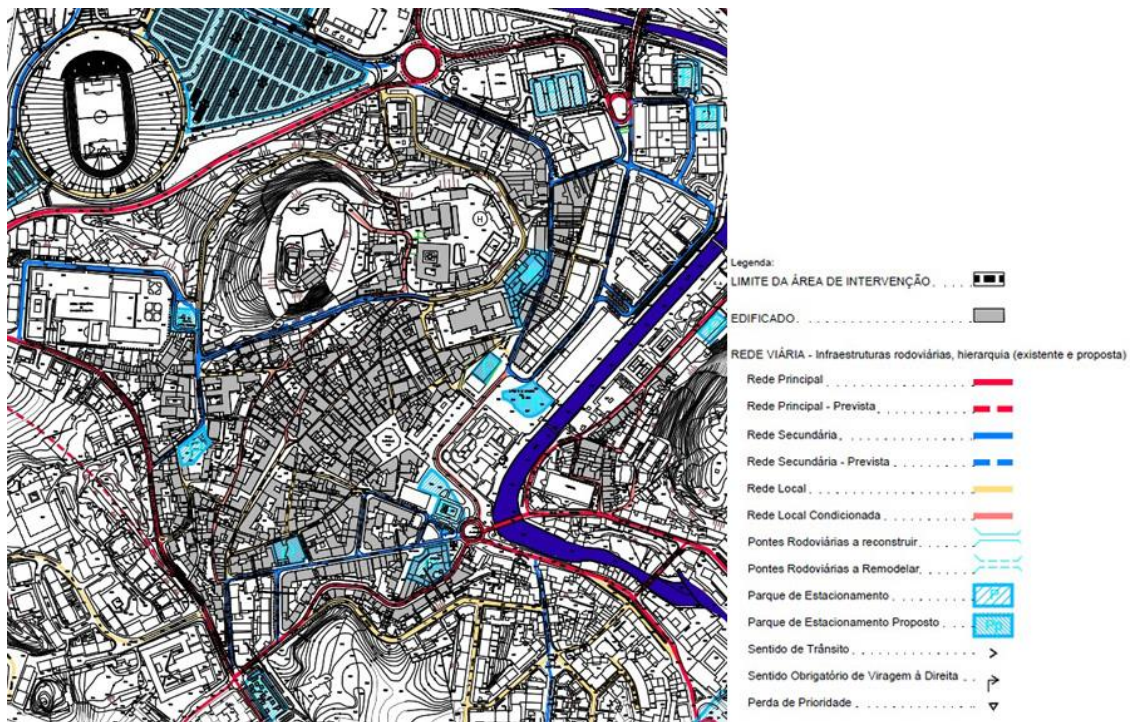 H
Legenda:
LIMITE DA ÁREA DE INTERVENÇÃO
EDIFICADO
REDE VIÁRIA - Infraestruturas rodoviárias, hierarquia (existente e proposta)
Rede Principal
Rede Principal - Prevista
Rede Secundária
Rede Secundária - Prevista
Rede Local
Rede Local Condicionada
Pontes Rodoviárias a reconstruir
Pontes Rodoviárias a Remodelar
Parque de Estacionamento
P
Parque de Estacionamento Proposto
PP
Sentido de Trânsito
Sentido Obrigatório de Viragem à Direita
Perda de Prioridade